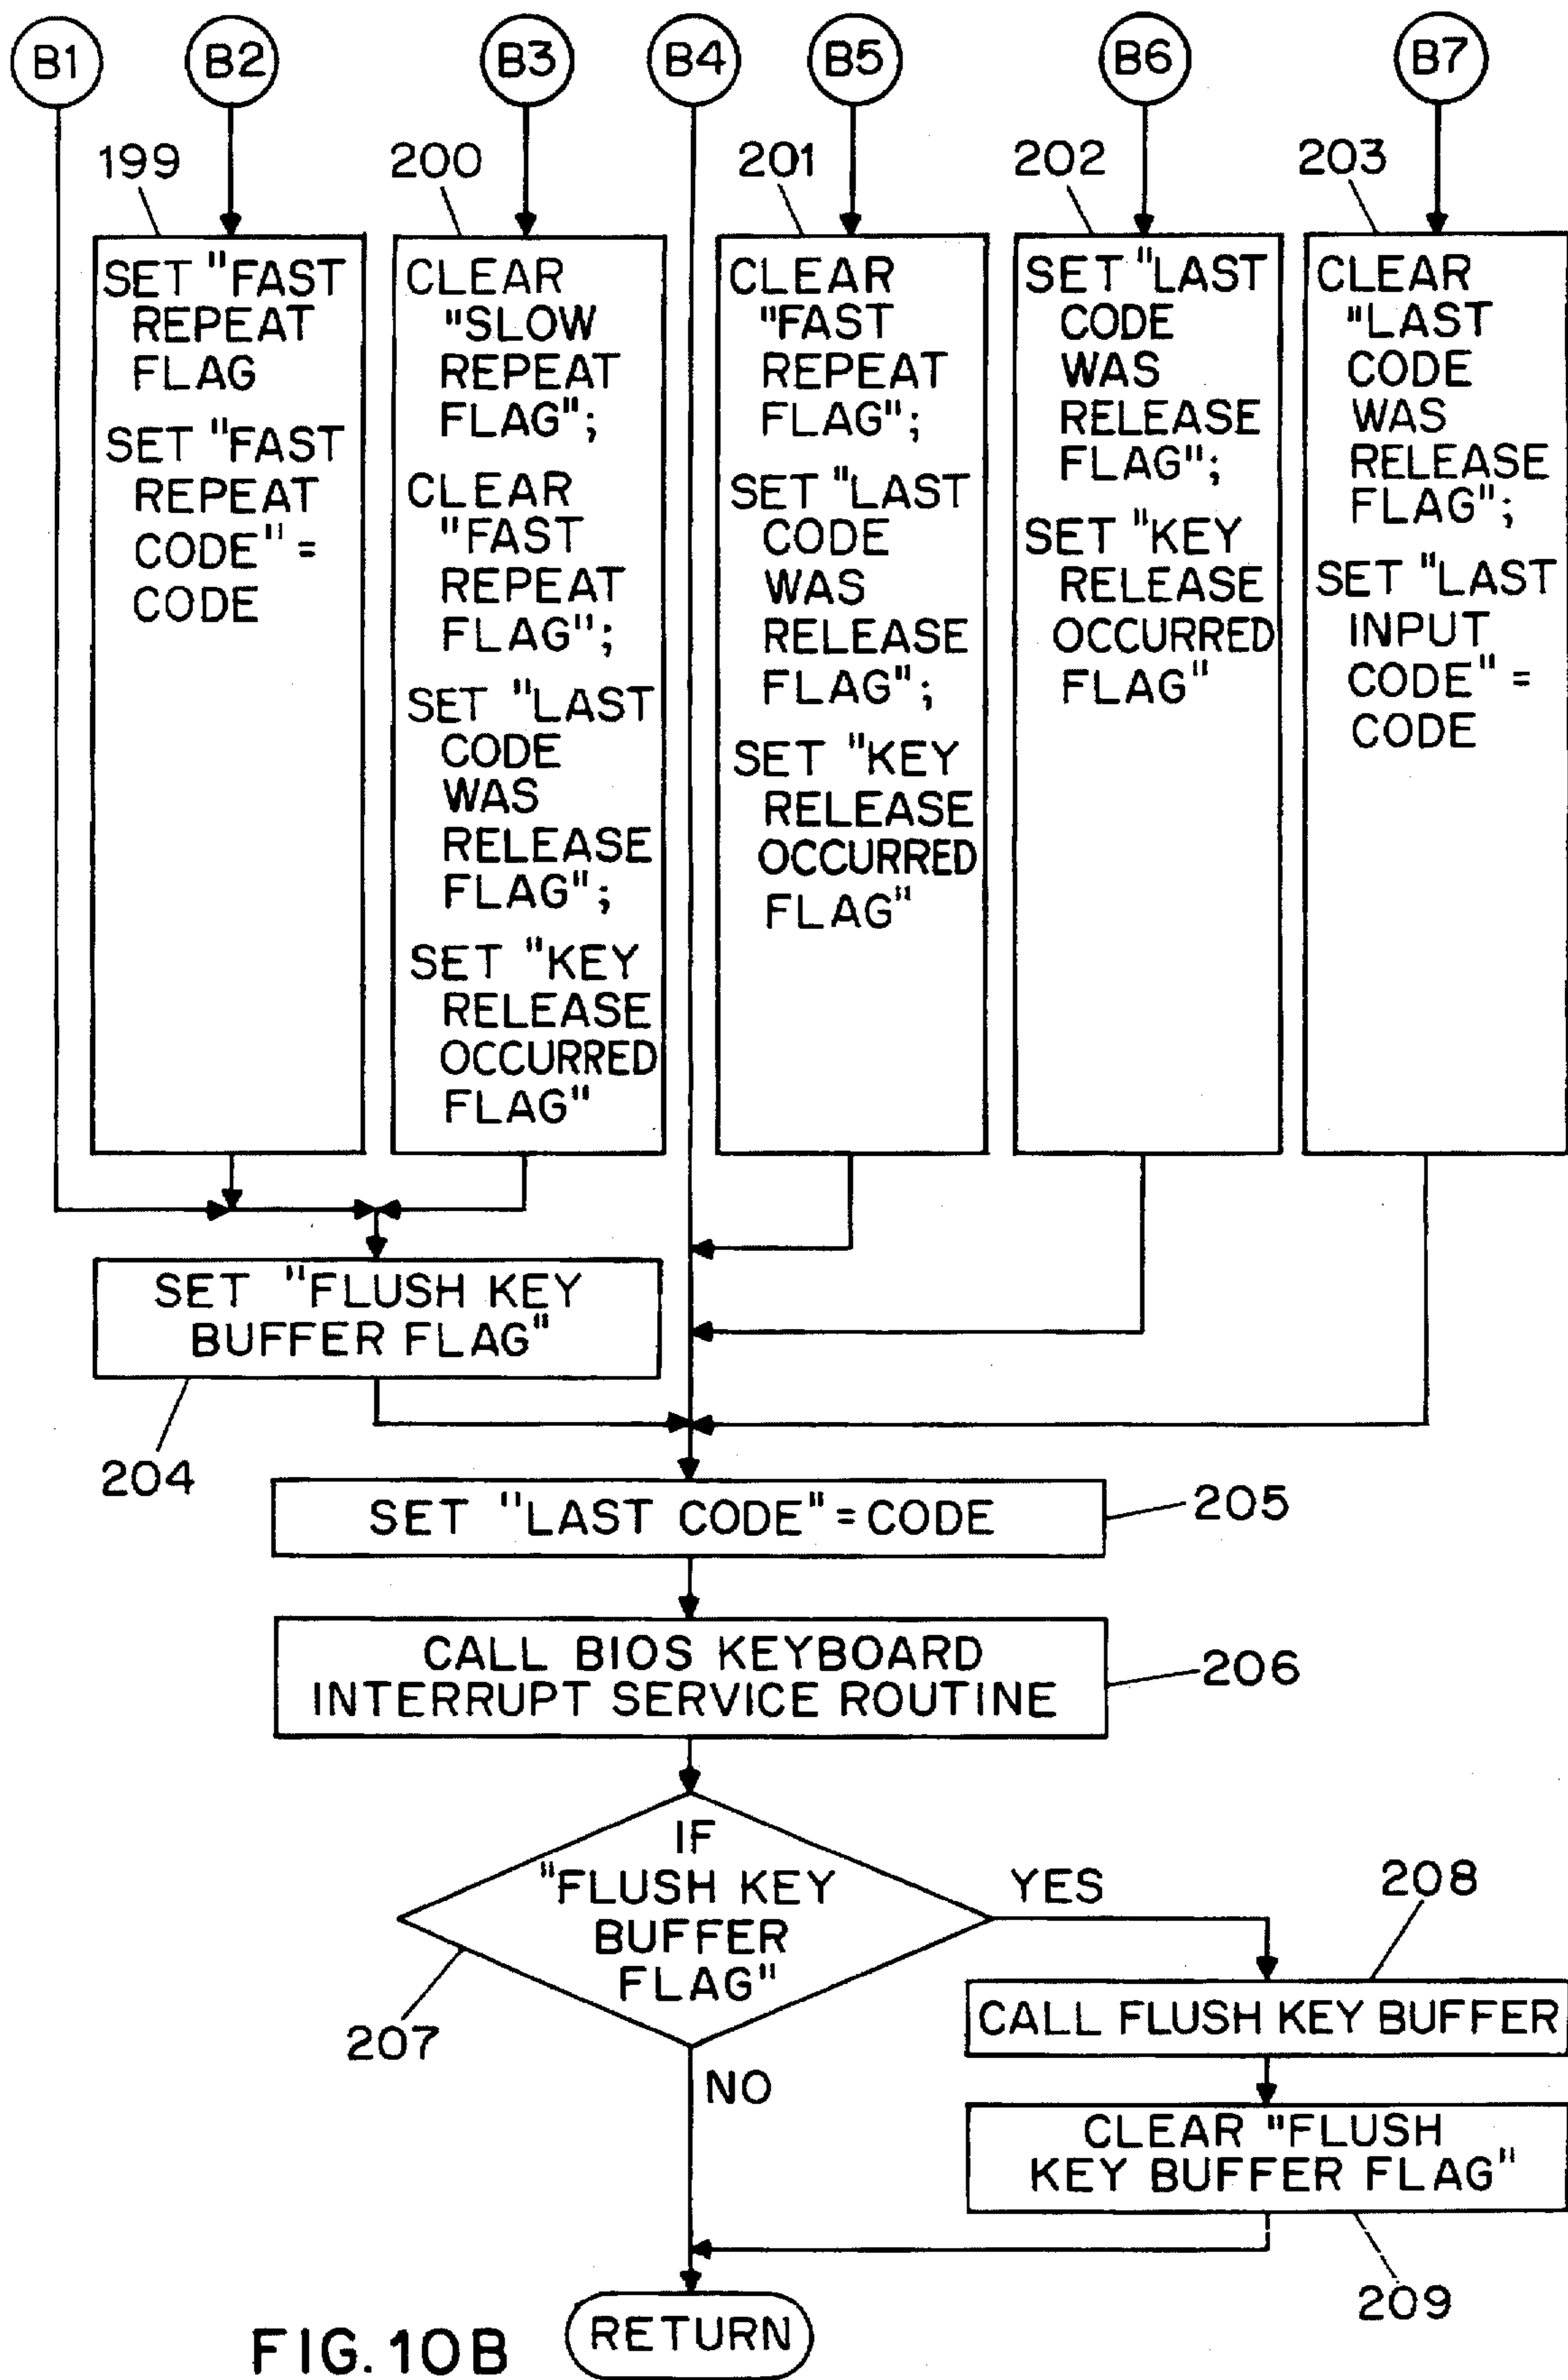 B1
B2
B3
B4
B5
B6
B7
199
200
201
202
203
SET "FAST
REPEAT
FLAG
SET "FAST
REPEAT
CODE" =
CODE
CLEAR
"SLOW
REPEAT
FLAG";
CLEAR
"FAST
REPEAT
FLAG";
SET "LAST
CODE
WAS
RELEASE
FLAG";
SET "KEY
RELEASE
OCCURRED
FLAG"
CLEAR
"FAST
REPEAT
FLAG";
SET "LAST
CODE
WAS
RELEASE
FLAG";
SET "KEY
RELEASE
OCCURRED
FLAG"
SET "LAST
CODE
WAS
RELEASE
FLAG";
SET "KEY
RELEASE
OCCURRED
FLAG"
CLEAR
"LAST
CODE
WAS
RELEASE
FLAG";
SET "LAST
INPUT
CODE" =
CODE
SET "FLUSH KEY
BUFFER FLAG"
204
SET "LAST CODE" = CODE
205
CALL BIOS KEYBOARD
INTERRUPT SERVICE ROUTINE
206
IF
"FLUSH KEY
BUFFER
FLAG"
207
YES
NO
208
CALL FLUSH KEY BUFFER
CLEAR "FLUSH
KEY BUFFER FLAG"
209
RETURN
FIG. 10B